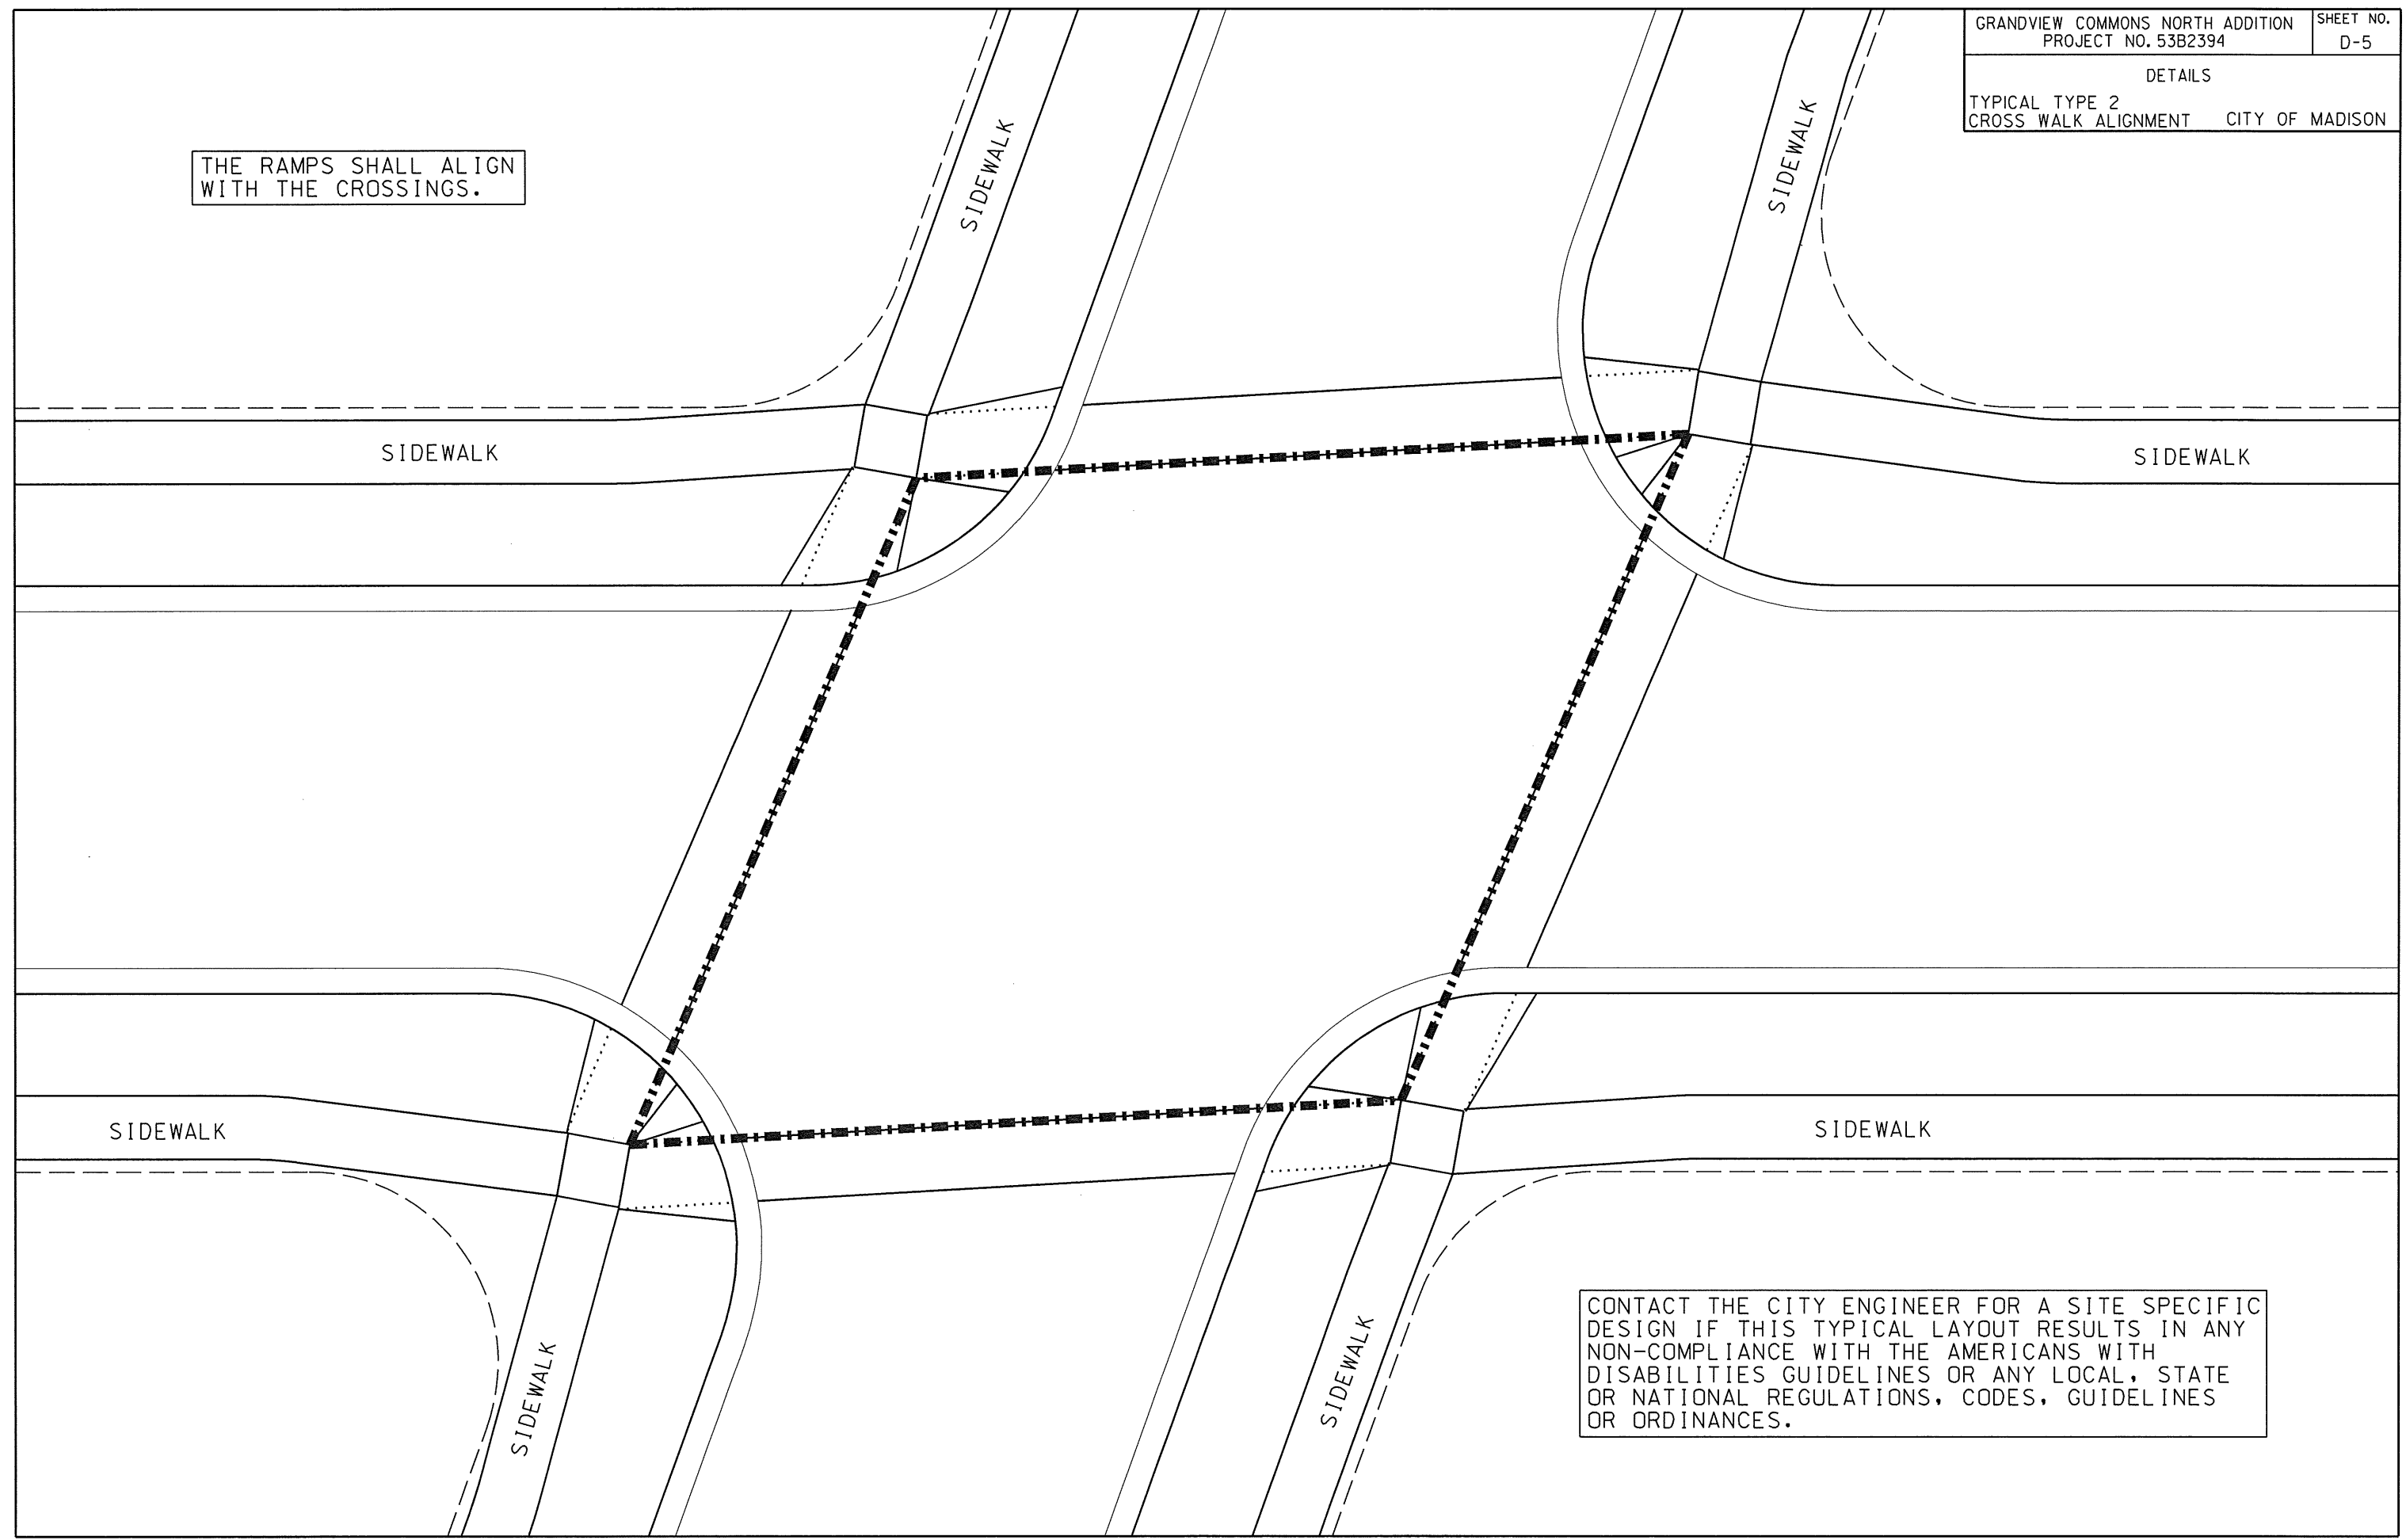 GRANDVIEW COMMONS NORTH ADDITION
PROJECT NO. 53B2394
SHEET NO.
D-5
DETAILS
TYPICAL TYPE 2
CROSS WALK ALIGNMENT CITY OF MADISON
THE RAMPS SHALL ALIGN
WITH THE CROSSINGS.
SIDEWALK
SIDEWALK
SIDEWALK
SIDEWALK
SIDEWALK
SIDEWALK
SIDEWALK
SIDEWALK
CONTACT THE CITY ENGINEER FOR A SITE SPECIFIC
DESIGN IF THIS TYPICAL LAYOUT RESULTS IN ANY
NON-COMPLIANCE WITH THE AMERICANS WITH
DISABILITIES GUIDELINES OR ANY LOCAL, STATE
OR NATIONAL REGULATIONS, CODES, GUIDELINES
OR ORDINANCES.